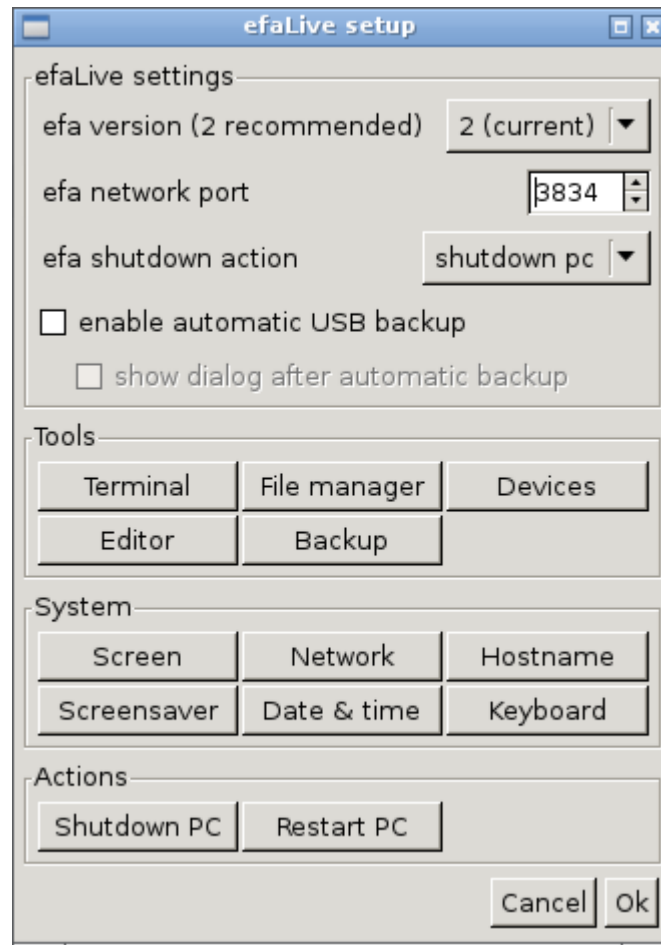 efaLive setup
efaLive settings
efa version (2 recommended) 2 (current)
efa network port 3834
efa shutdown action shutdown pc
enable automatic USB backup
show dialog after automatic backup
Tools
Terminal File manager Devices
Editor Backup
System
Screen Network Hostname
Screensaver Date & time Keyboard
Actions
Shutdown PC Restart PC
Cancel Ok